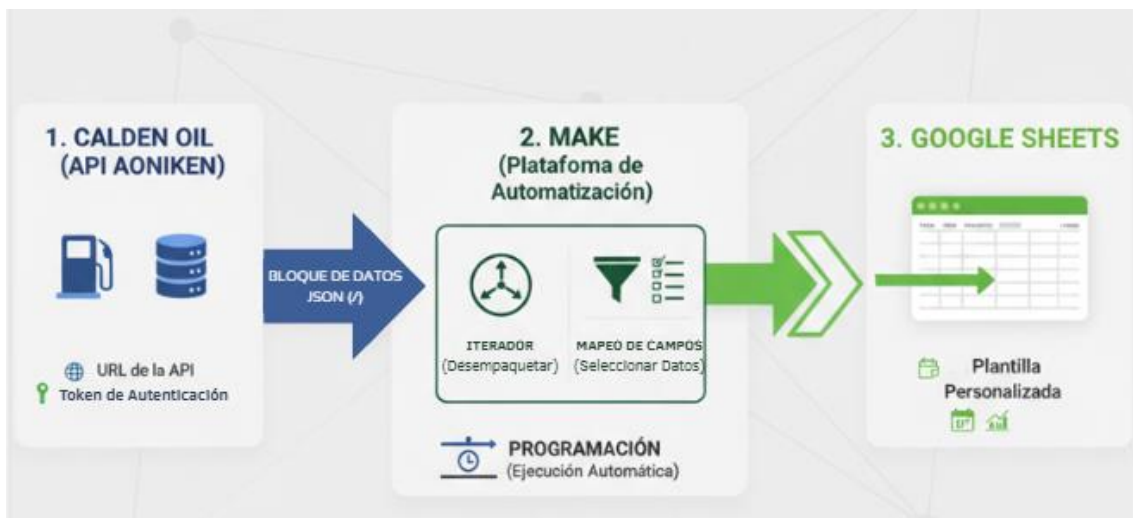 1. CALDEN OIL
(API AONIKEN)
URL de la API
Token de Autenticación
BLOQUE DE DATOS
JSON (/)
2. MAKE
(Platafoma de
Automatización)
ITERADOR
(Desempaquetar)
MAPEO DE CAMPOS
(Seleccionar Datos)
PROGRAMACIÓN
(Ejecución Automática)
3. GOOGLE SHEETS
Plantilla
Personalizada